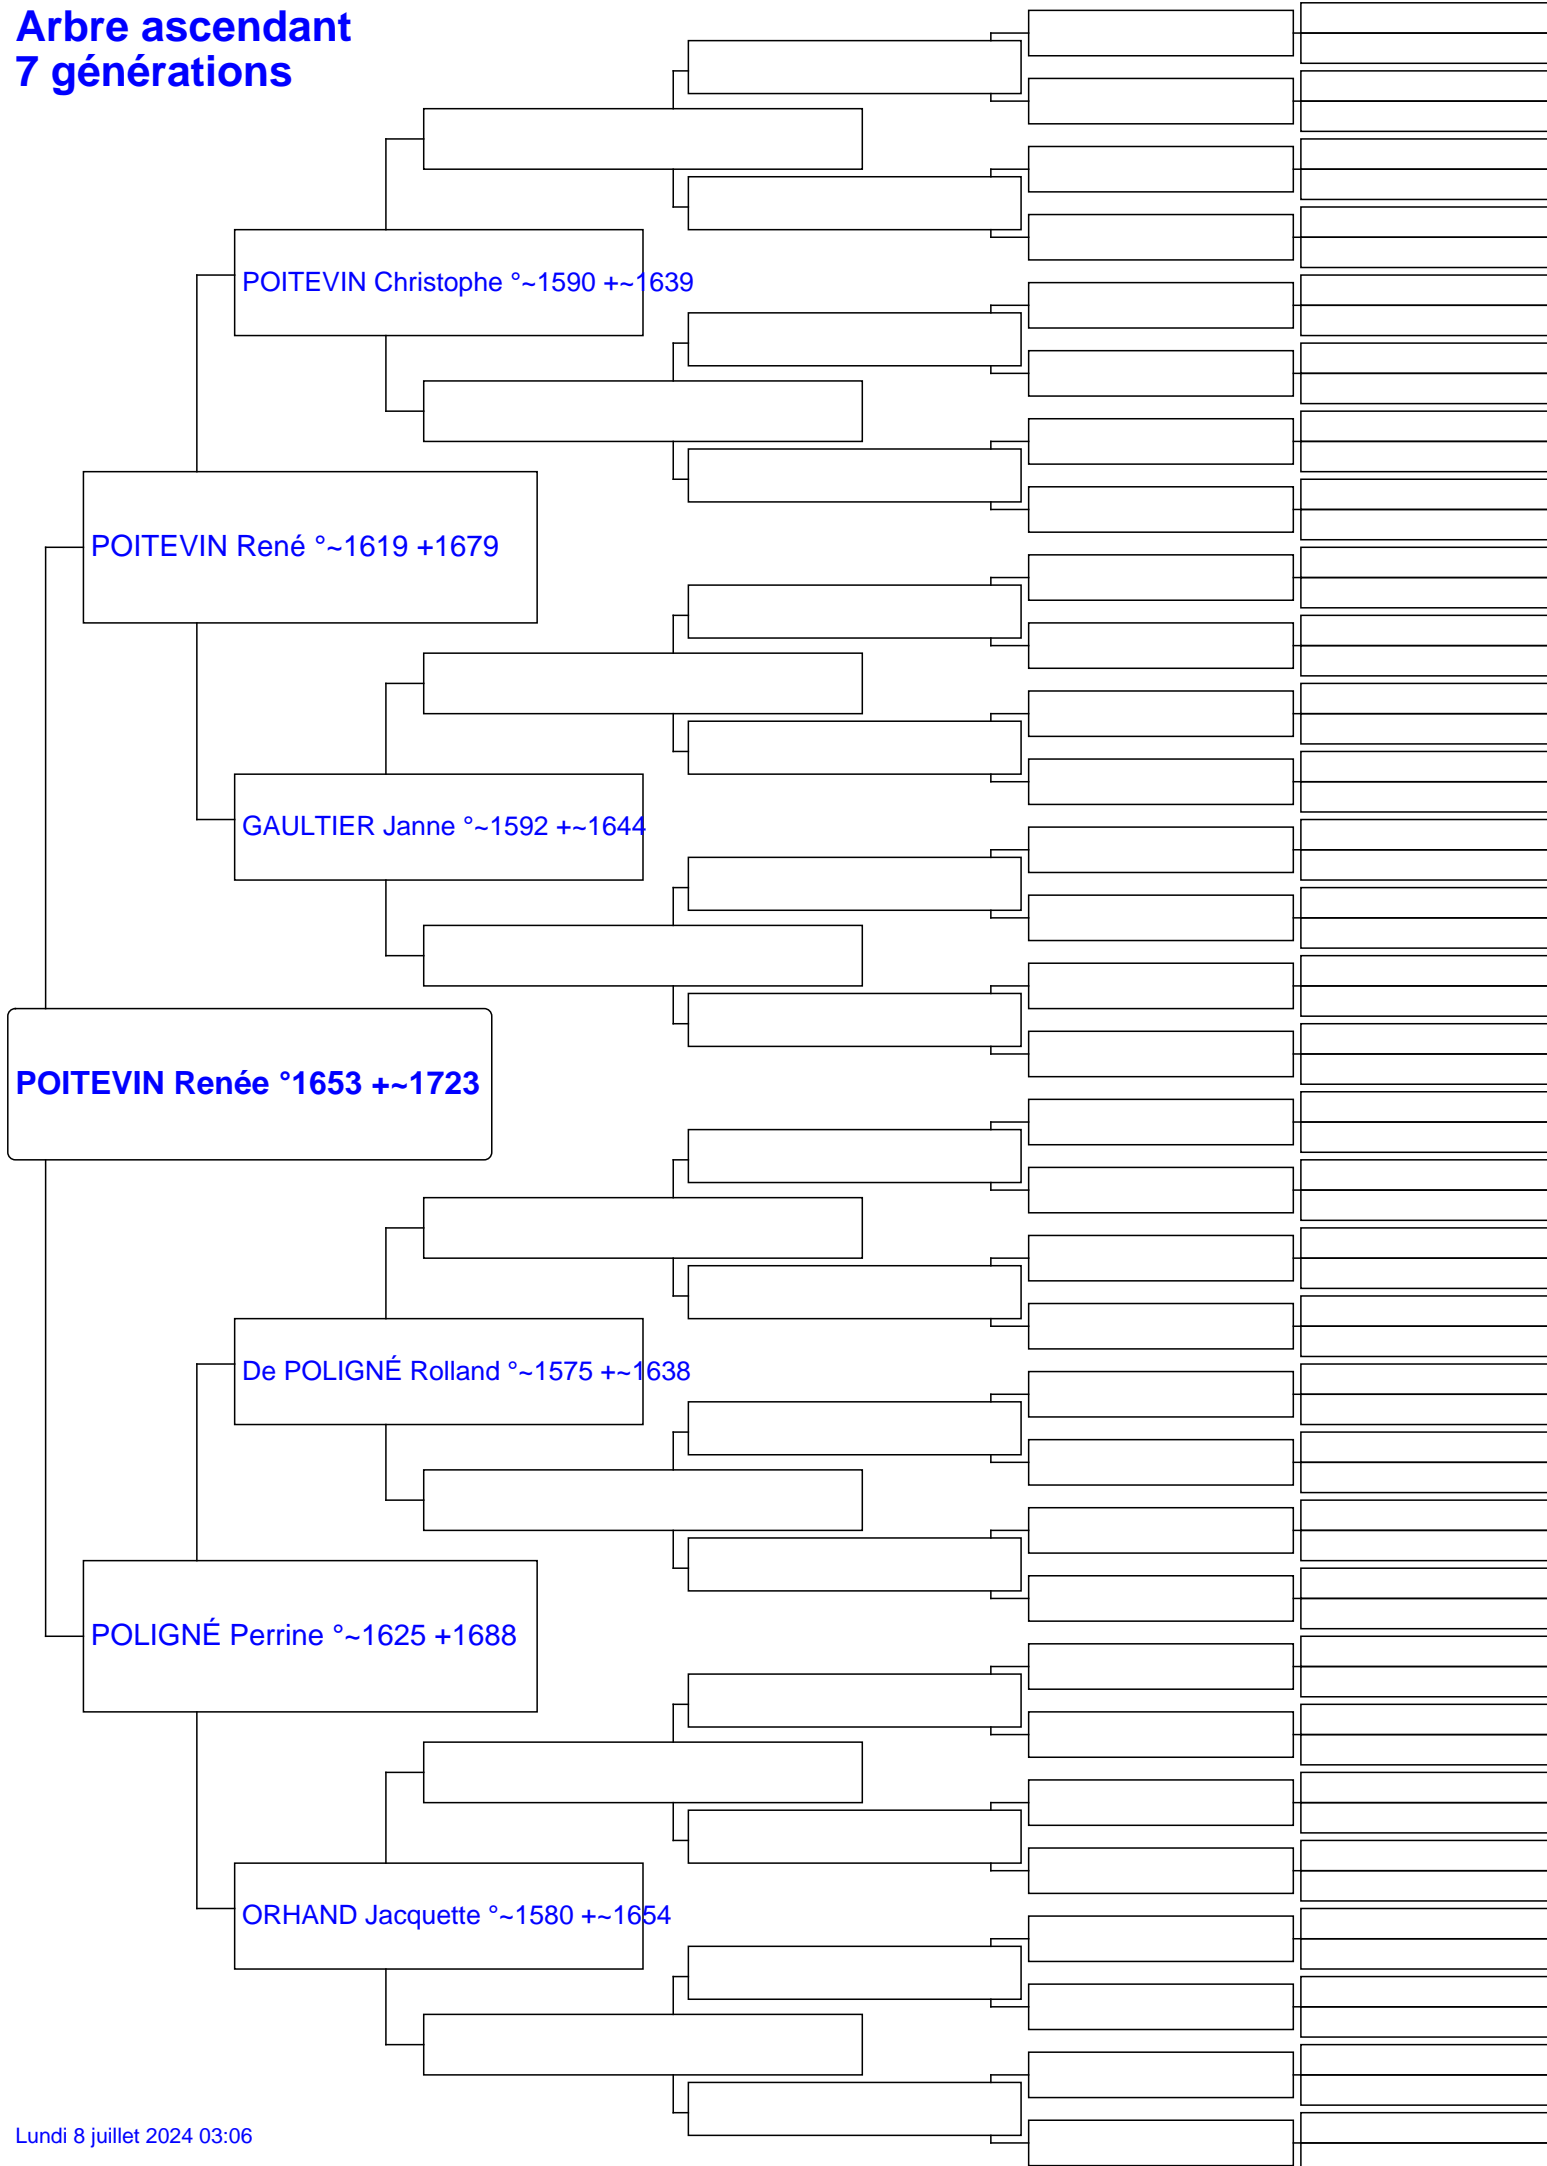 Arbre ascendant
7 générations
POITEVIN Christophe °~1590 +~1639
POITEVIN René °~1619 +1679
GAULTIER Janne °~1592 +~1644
POITEVIN Renée °1653 +~1723
De POLIGNÉ Rolland °~1575 +~1638
POLIGNÉ Perrine °~1625 +1688
ORHAND Jacquette °~1580 +~1654
Lundi 8 juillet 2024 03:06